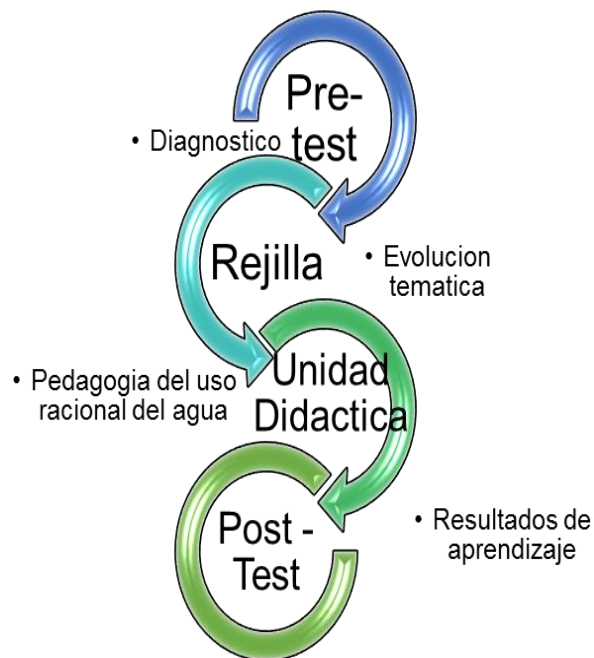 Pre-
test
• Diagnostico
Rejilla
• Evolucion
tematica
Unidad
Didactica
• Pedagogia del uso
racional del agua
Post -
Test
• Resultados de
aprendizaje